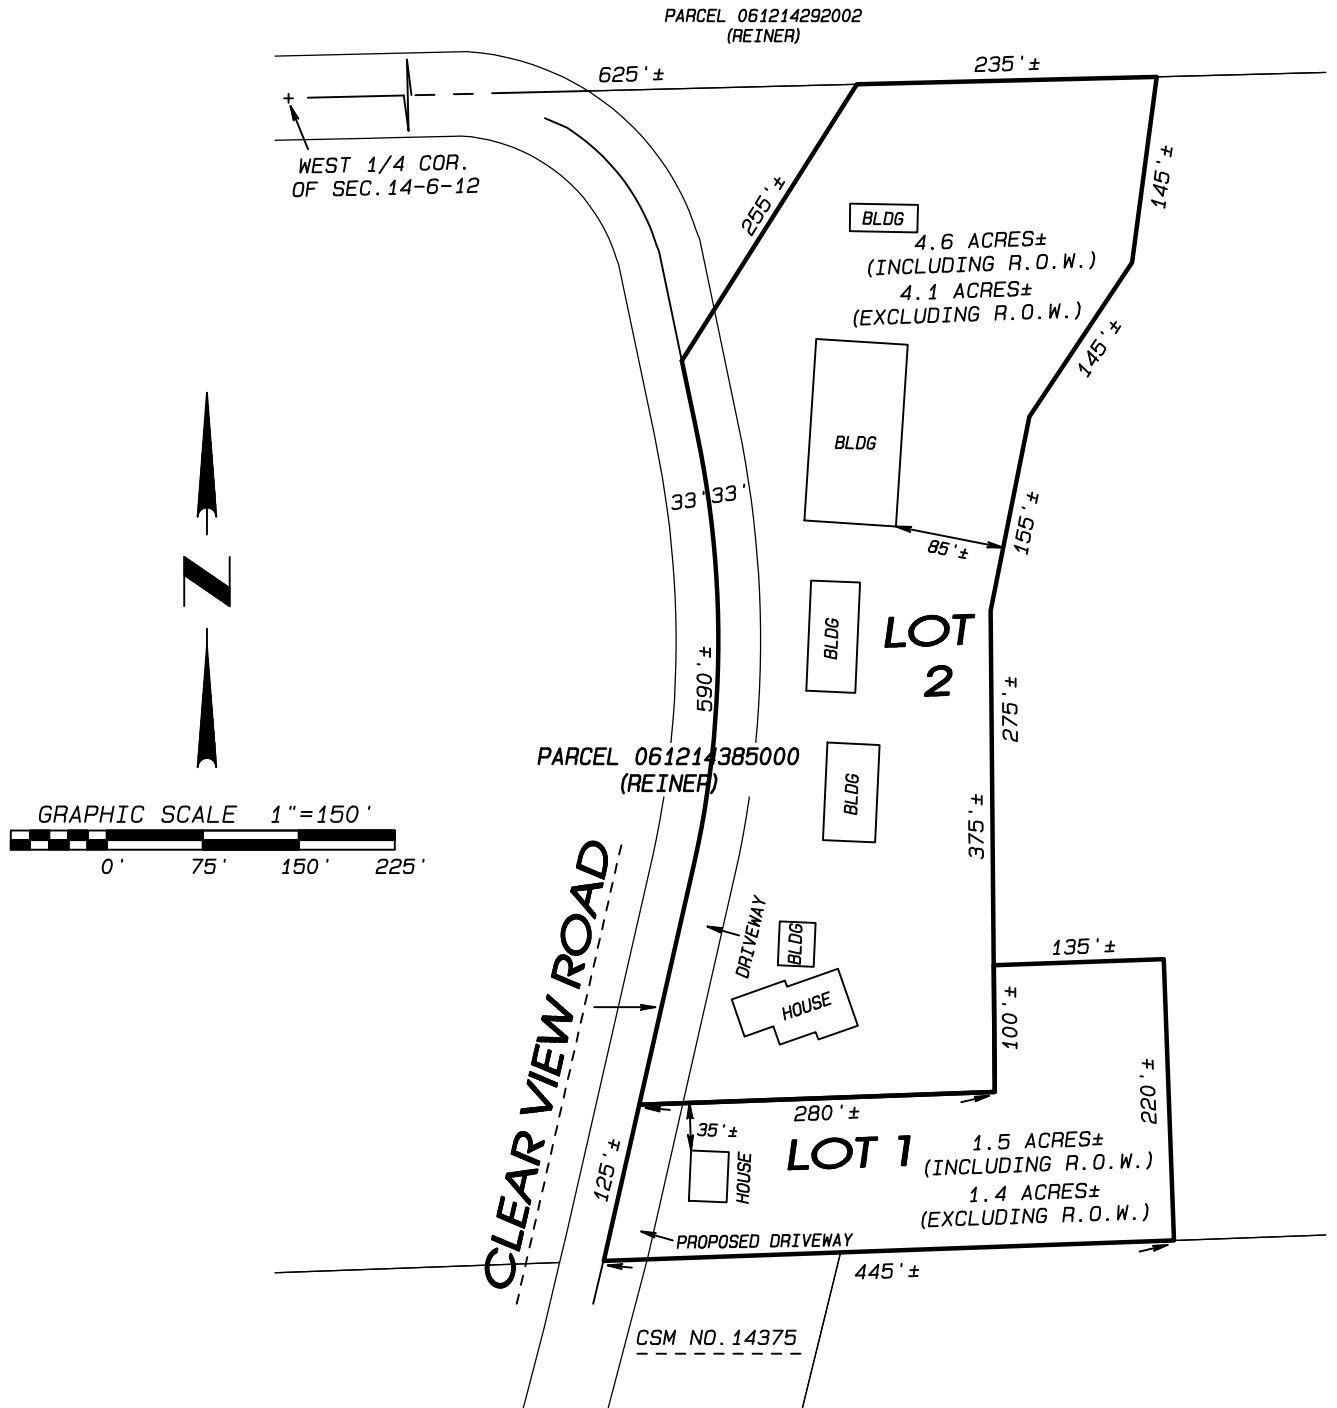 PARCEL 061214292002
(REINER)
625'±
235'±
WEST 1/4 COR.
OF SEC.14-6-12
255'±
145'±
BLDG
4.6 ACRES±
(INCLUDING R.O.W.)
4.1 ACRES±
(EXCLUDING R.O.W.)
145'±
BLDG
33' 33'
85'±
155'±
N
BLDG
LOT
2
590'±
275'±
PARCEL 061214385000
(REINER)
BLDG
GRAPHIC SCALE 1"=150'
0' 75' 150' 225'
375'±
CLEAR VIEW ROAD
DRIVEWAY
BLDG
135'±
HOUSE
100'±
280'±
220'±
35'±
LOT 1
1.5 ACRES±
(INCLUDING R.O.W.)
1.4 ACRES±
(EXCLUDING R.O.W.)
125'±
HOUSE
PROPOSED DRIVEWAY
445'±
CSM NO.14375